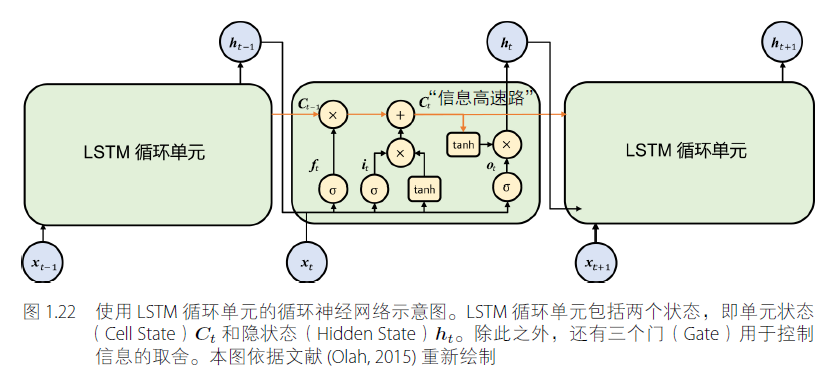 h_{t-1}
h_t
h_{t+1}
LSTM 循环单元
C_{t-1}
×
+
C_t
“信息高速路”
tanh
×
f_t
i_t
×
o_t
σ
σ
tanh
σ
LSTM 循环单元
x_{t-1}
x_t
x_{t+1}
图 1.22 使用 LSTM 循环单元的循环神经网络示意图。LSTM 循环单元包括两个状态，即单元状态
（Cell State）C_t 和隐状态（Hidden State）h_t。除此之外，还有三个门（Gate）用于控制
信息的取舍。本图依据文献 (Olah, 2015) 重新绘制